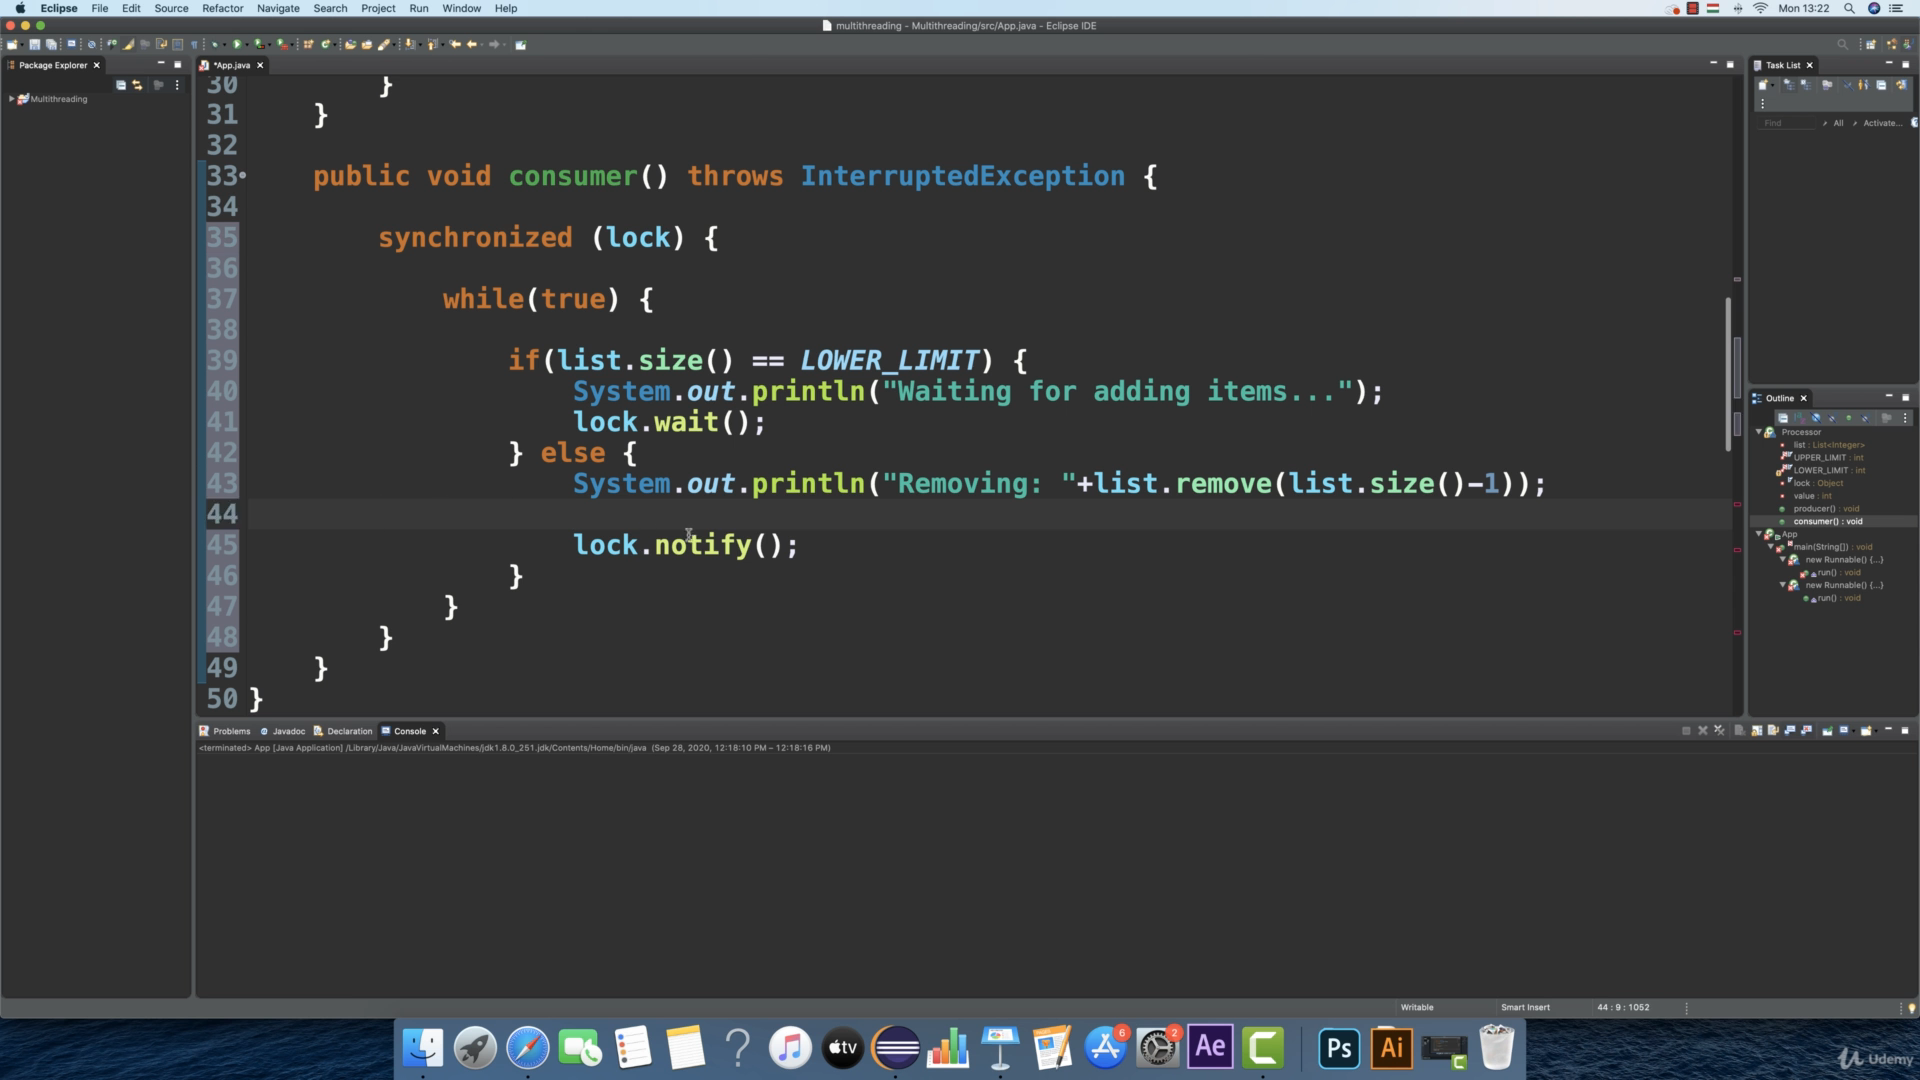 Eclipse File Edit Source Refactor Navigate Search Project Run Window Help Mon 13:22
multithreading - Multithreading/src/App.java - Eclipse IDE
Package Explorer
*App.java
Task List
Multithreading
Find All Activate...
30 }
31 }
32
33 public void consumer() throws InterruptedException {
34
35 synchronized (lock) {
36
37 while(true) {
38
39 if(list.size() == LOWER_LIMIT) {
40 System.out.println("Waiting for adding items...");
41 lock.wait();
42 } else {
43 System.out.println("Removing: "+list.remove(list.size()-1));
44
45 lock.notify();
46 }
47 }
48 }
49 }
50 }
Outline
Processor
list : List<Integer>
UPPER_LIMIT : int
LOWER_LIMIT : int
lock : Object
value : int
producer() : void
consumer() : void
App
main(String[]) : void
new Runnable() {...}
run() : void
new Runnable() {...}
run() : void
Problems Javadoc Declaration Console
<terminated> App [Java Application] /Library/Java/JavaVirtualMachines/jdk1.8.0_251.jdk/Contents/Home/bin/java (Sep 28, 2020, 12:18:10 PM – 12:18:16 PM)
Writable Smart Insert 44 : 9 : 1052
tv 6 2 Ae Ps Ai
Udemy